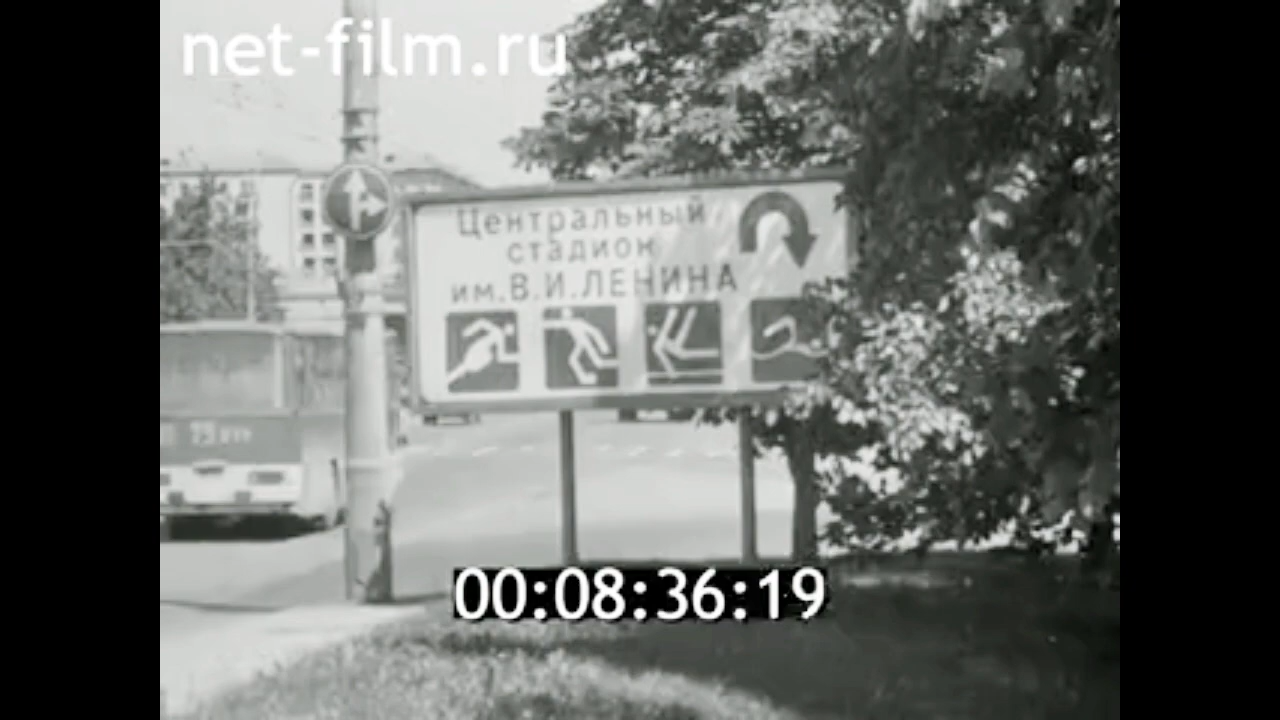 net-film.ru
Центральный
стадион
им. В.И.ЛЕНИНА
00:08:36:19